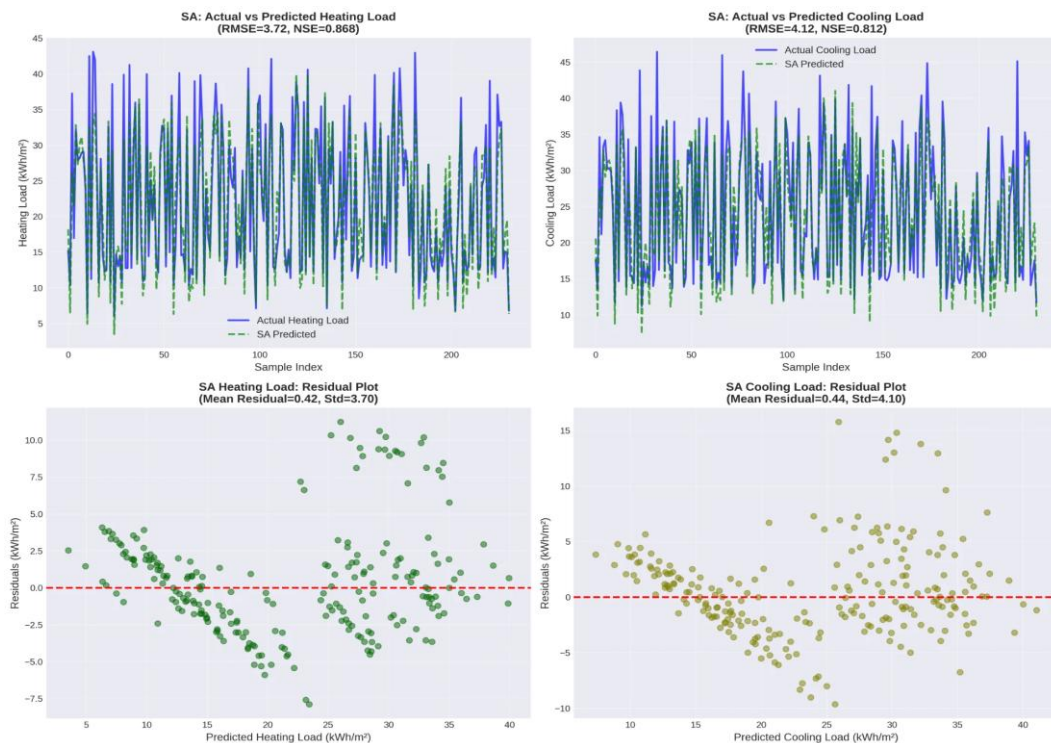 SA: Actual vs Predicted Heating Load
(RMSE=3.72, NSE=0.868)
45
40
35
30
25
20
15
10
5
Heating Load (kWh/m²)
Actual Heating Load
SA Predicted
0
50
100
150
200
Sample Index
SA: Actual vs Predicted Cooling Load
(RMSE=4.12, NSE=0.812)
45
40
35
30
25
20
15
10
Cooling Load (kWh/m²)
Actual Cooling Load
SA Predicted
0
50
100
150
200
Sample Index
SA Heating Load: Residual Plot
(Mean Residual=0.42, Std=3.70)
10.0
7.5
5.0
2.5
0.0
-2.5
-5.0
-7.5
Residuals (kWh/m²)
5
10
15
20
25
30
35
40
Predicted Heating Load (kWh/m²)
SA Cooling Load: Residual Plot
(Mean Residual=0.44, Std=4.10)
15
10
5
0
-5
-10
Residuals (kWh/m²)
10
15
20
25
30
35
40
Predicted Cooling Load (kWh/m²)